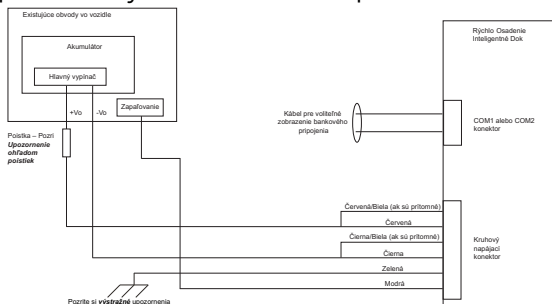 Existujúce obvody vo vozidle
Akumulátor
Hlavný vypínač
+Vo
-Vo
Zapaľovanie
Poistka – Pozri
Upozornenie
ohľadom
poistiek
Rýchlo Osadenie
Inteligentné Dok
Kábel pre voliteľné
zobrazenie bankového
pripojenia
COM1 alebo COM2
konektor
Červená/Biela (ak sú prítomné)
Červená
Čierna/Biela (ak sú prítomné)
Čierna
Zelená
Modrá
Kruhový
napájací
konektor
Pozrite si výstražné upozornenia